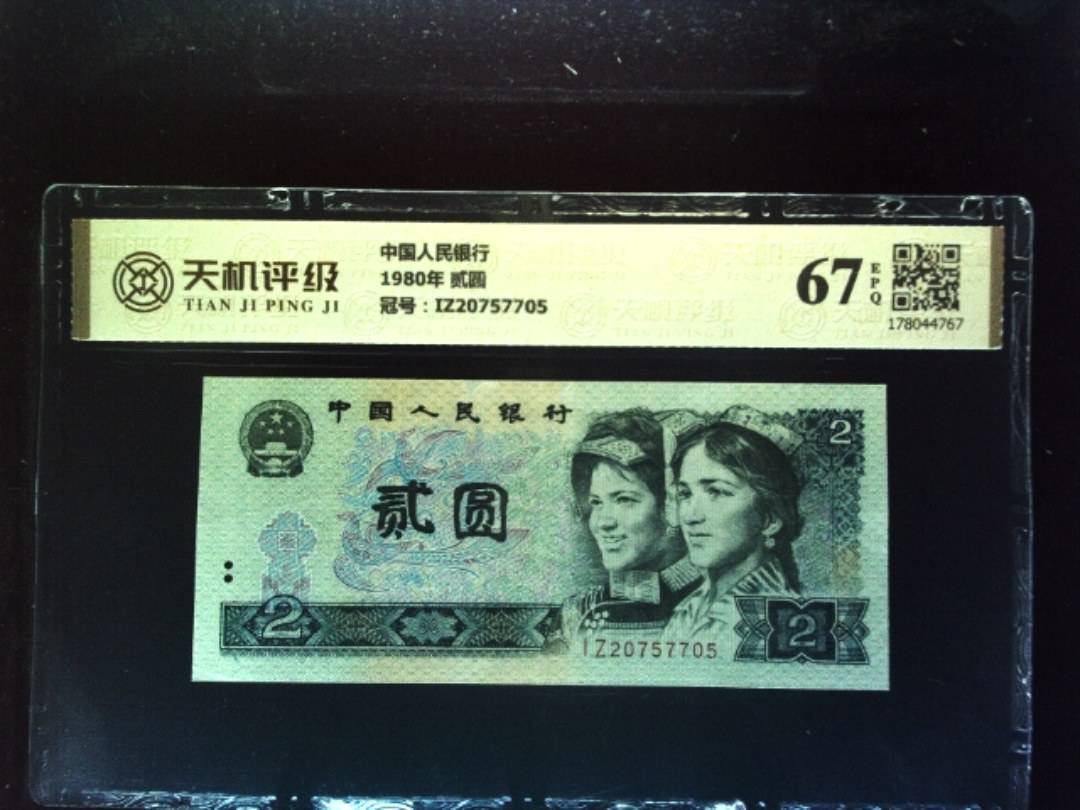 天机评级
TIAN JI PING JI
中国人民银行
1980年 贰圆
冠号：IZ20757705
67
EPQ
178044767
中国人民银行
2
贰圆
2
2
IZ20757705